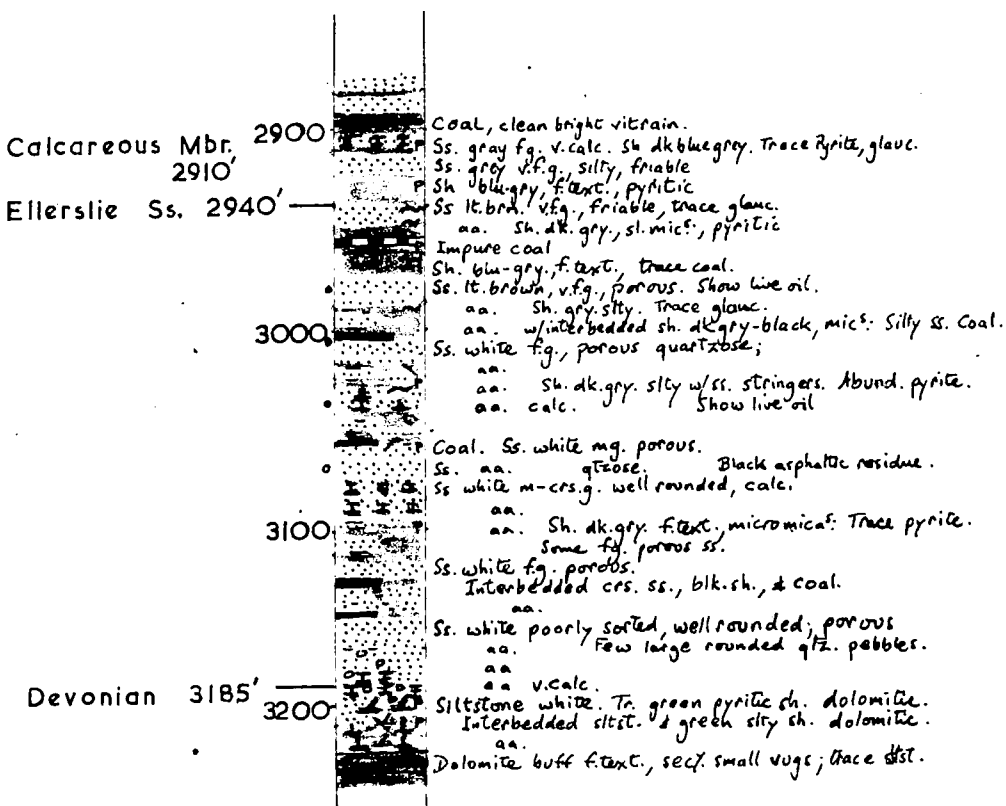 2900 Coal, clean bright vitrain.
Calcareous Mbr. Ss. gray fg. v.calc. Sh dk blue grey. Trace Pyrite, glauc.
2910' Ss. grey v.f.g., silty, friable
Sh blu-gry, f.text., pyritic
Ellerslie Ss. 2940' Ss lt.brn. v.f.g., friable, trace glauc.
aa. Sh. dk. gry., sl. mics., pyritic
Impure coal
Sh. blu-gry., f.text., trace coal.
Ss. lt. brown, v.f.g., porous. Show live oil.
aa. Sh. gry. slty. Trace glauc.
3000 aa. w/interbedded sh. dk gry-black, mics: Silty ss. Coal.
Ss. white f.g., porous quartzose;
aa.
aa. Sh. dk. gry. slty w/ss. stringers. Abund. pyrite.
aa. calc. Show live oil
Coal. Ss. white mg. porous.
Ss. aa. qtzose. Black asphaltic residue.
Ss white m-crs.g. well rounded, calc.
aa.
3100 aa. Sh. dk. gry. f.text., micromicas: Trace pyrite.
Some fg. porous ss.
Ss. white f.g. porous.
Interbedded crs. ss., blk. sh., & coal.
aa.
Ss. white poorly sorted, well rounded; porous
aa. Few large rounded qtz. pebbles.
aa
Devonian 3185' aa v.calc.
3200 Siltstone white. Tr. green pyritic sh. dolomitic.
Interbedded sltst. & green slty sh. dolomitic.
aa.
Dolomite buff f.text., sec. small vugs; trace